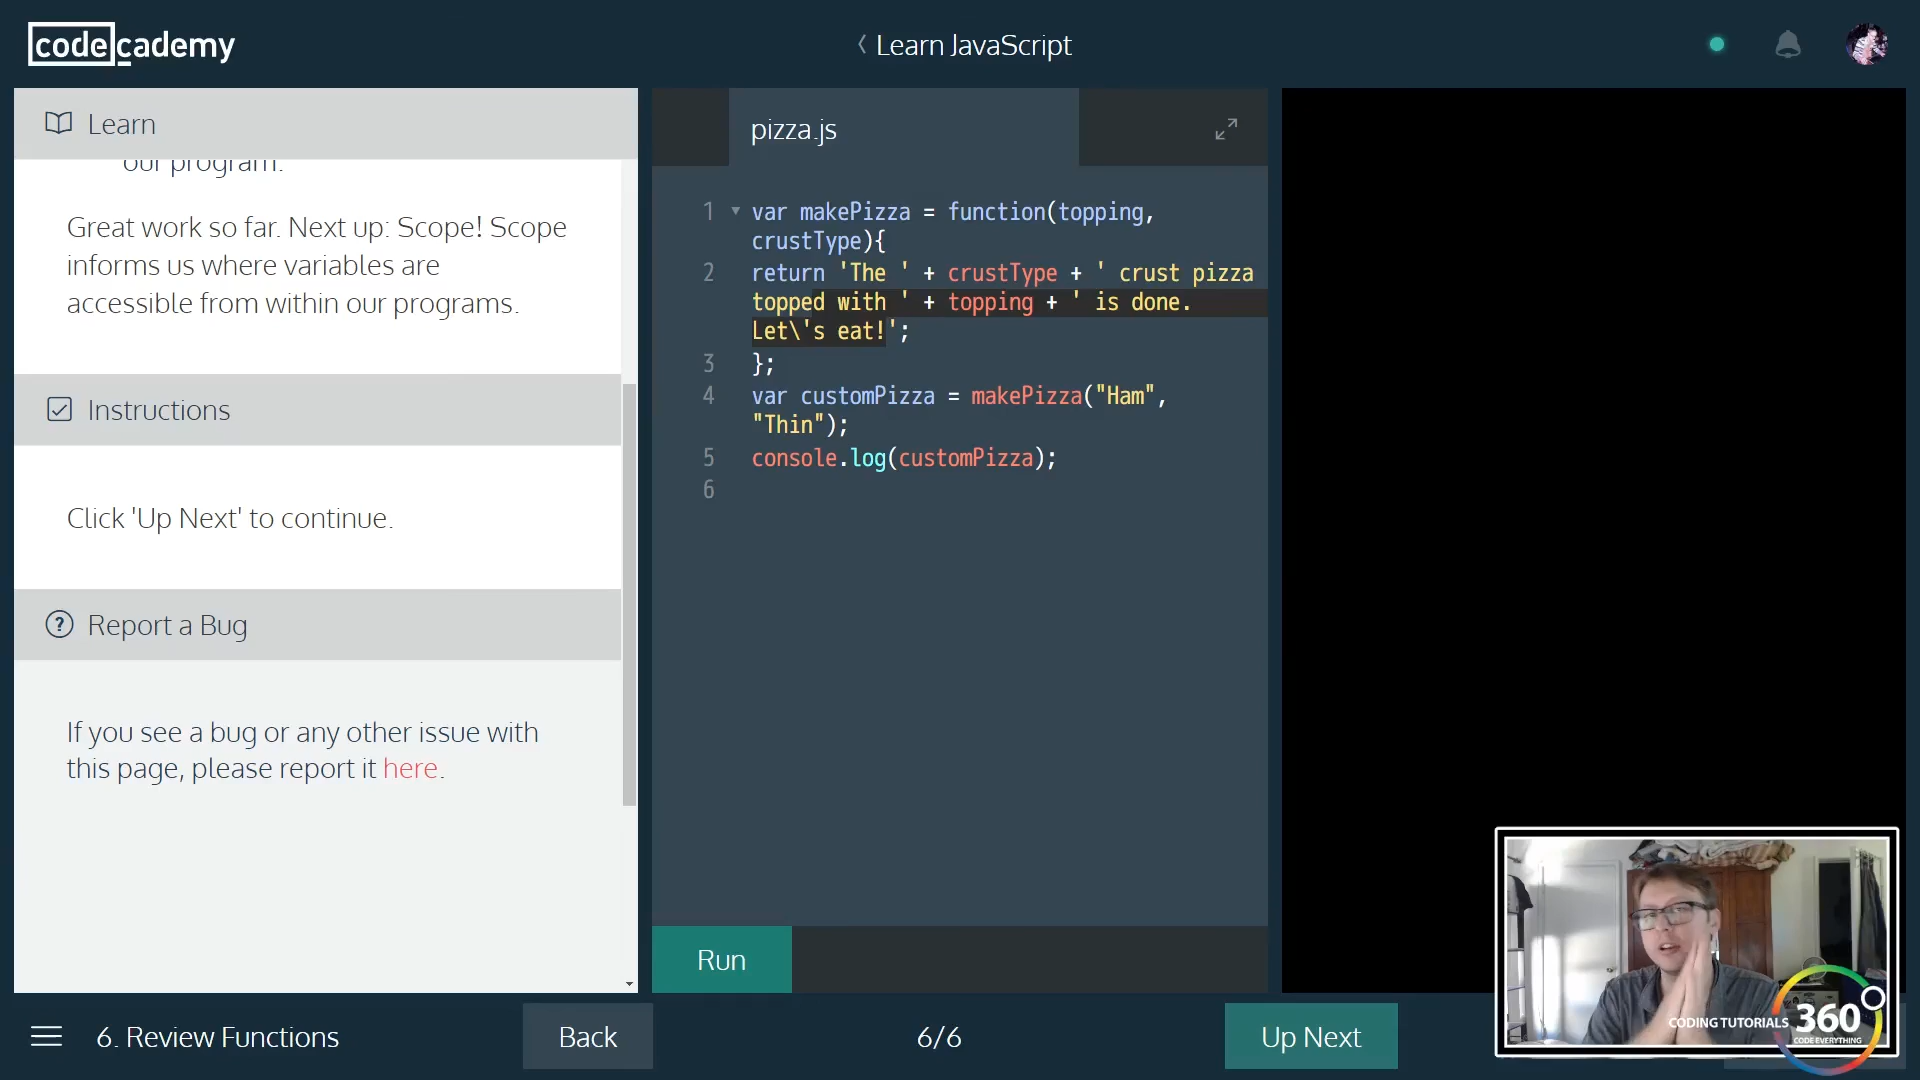 codecademy
Learn JavaScript
Learn
our program.
Great work so far. Next up: Scope! Scope
informs us where variables are
accessible from within our programs.
Instructions
Click 'Up Next' to continue.
Report a Bug
If you see a bug or any other issue with
this page, please report it here.
pizza.js
1 var makePizza = function(topping,
crustType){
2 return 'The ' + crustType + ' crust pizza
topped with ' + topping + ' is done.
Let\'s eat!';
3 };
4 var customPizza = makePizza("Ham",
"Thin");
5 console.log(customPizza);
6
Run
6. Review Functions
Back
6/6
Up Next
CODING TUTORIALS 360
CODE EVERYTHING